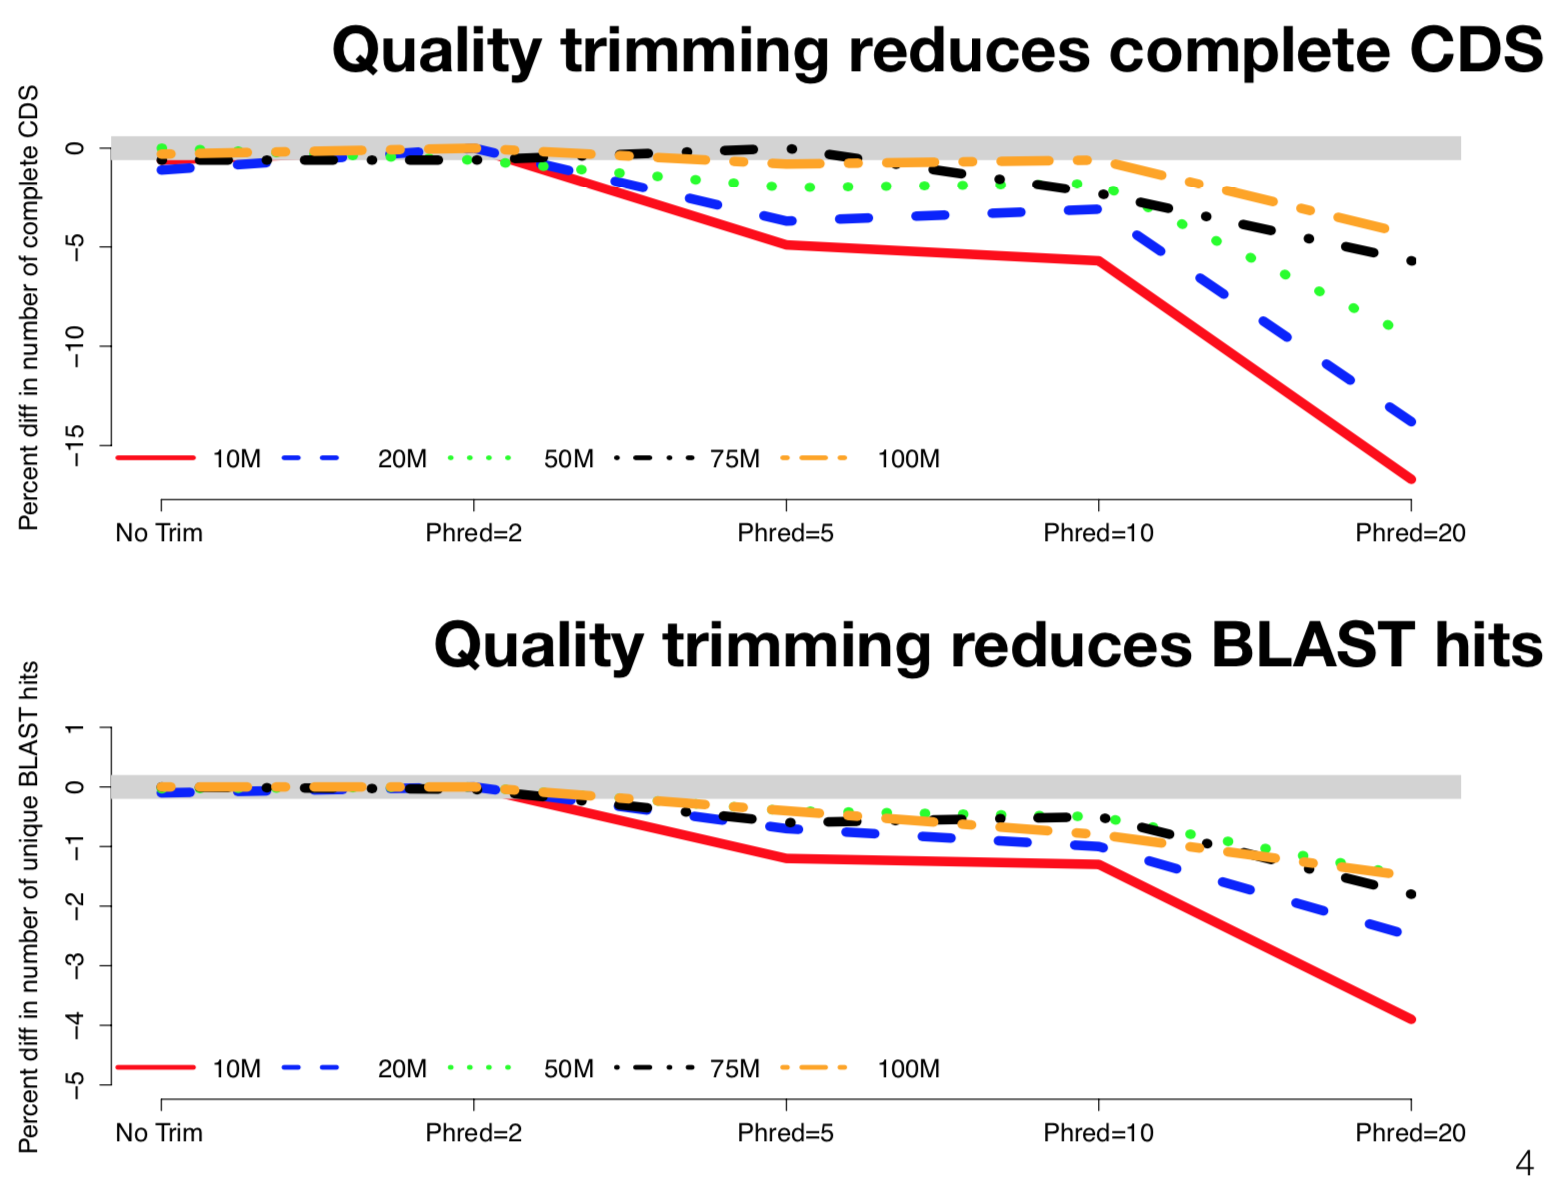 Quality trimming reduces complete CDS
Percent diff in number of complete CDS
0
−5
−10
−15
10M 20M 50M 75M 100M
No Trim Phred=2 Phred=5 Phred=10 Phred=20
Quality trimming reduces BLAST hits
Percent diff in number of unique BLAST hits
1
0
−1
−2
−3
−4
−5
10M 20M 50M 75M 100M
No Trim Phred=2 Phred=5 Phred=10 Phred=20
4